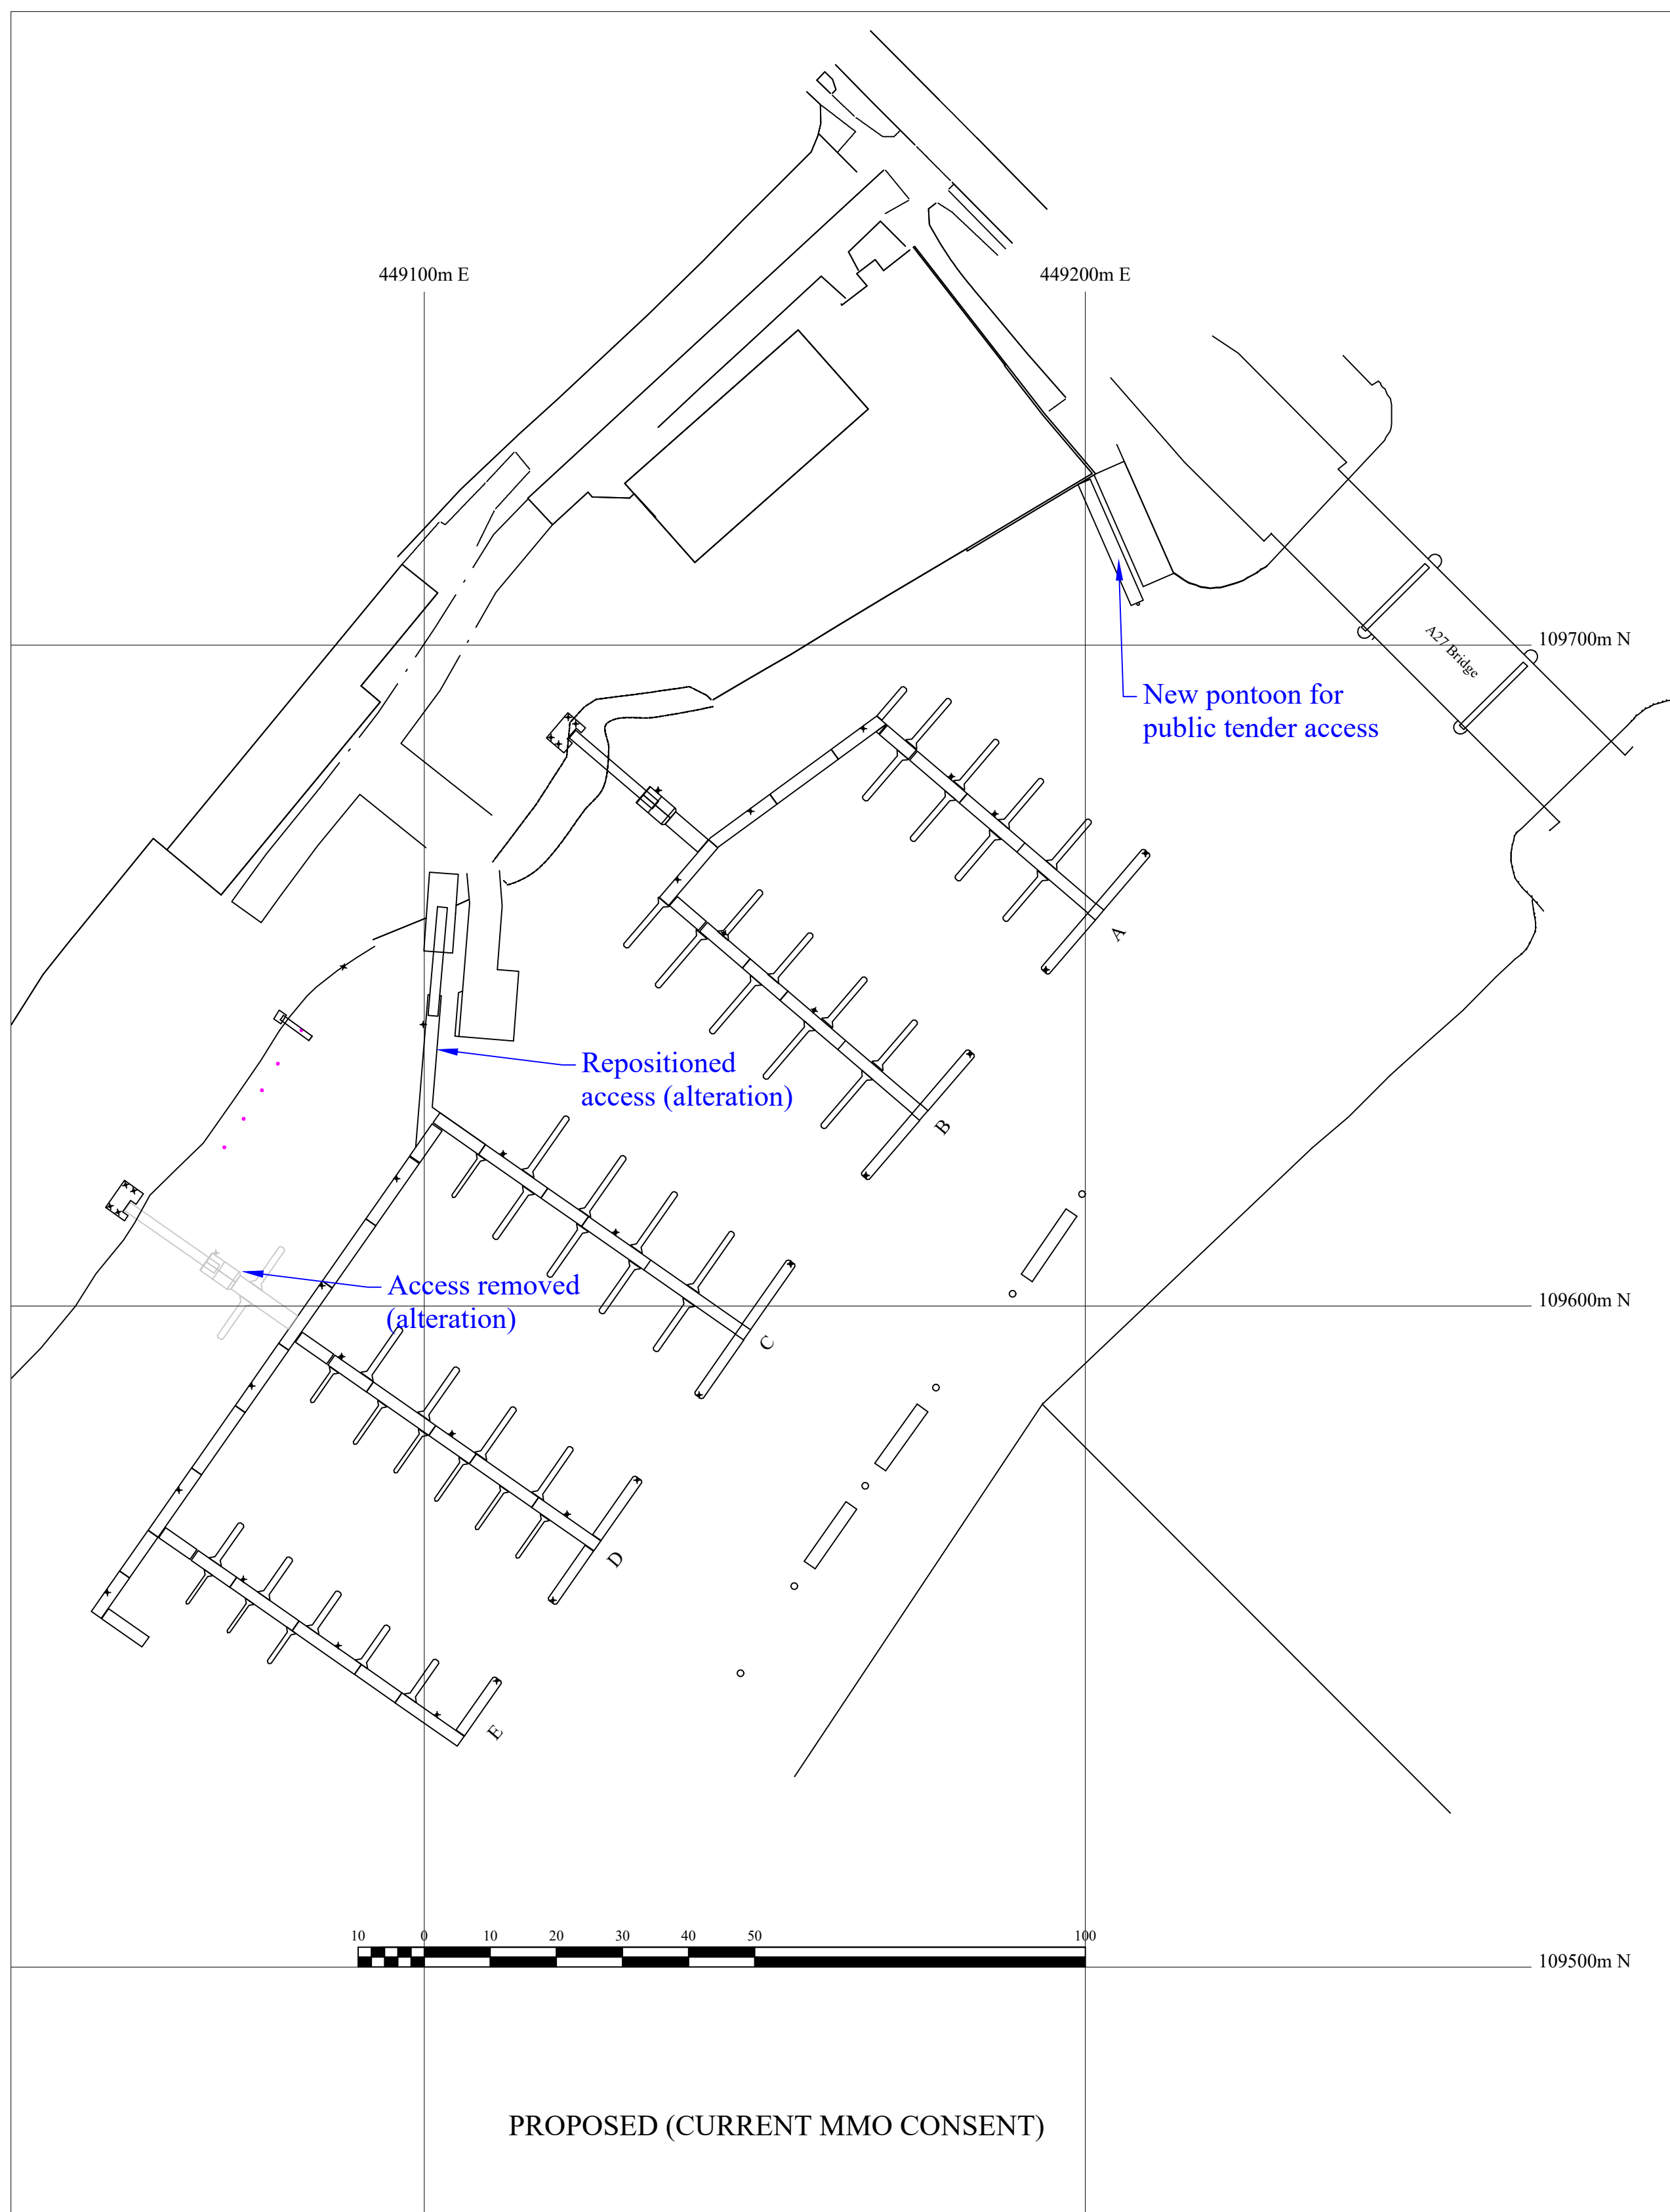 449100m E
449200m E
A27 Bridge
109700m N
New pontoon for
public tender access
A
Repositioned
access (alteration)
B
Access removed
(alteration)
109600m N
C
D
E
10 0 10 20 30 40 50 100
109500m N
PROPOSED (CURRENT MMO CONSENT)